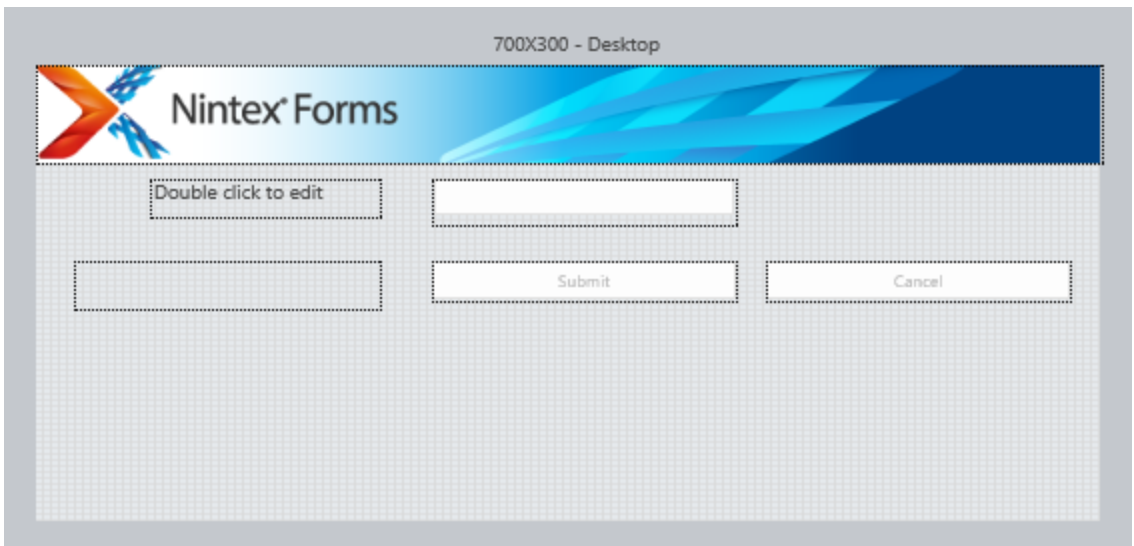 700X300 - Desktop
Nintex® Forms
Double click to edit
Submit
Cancel